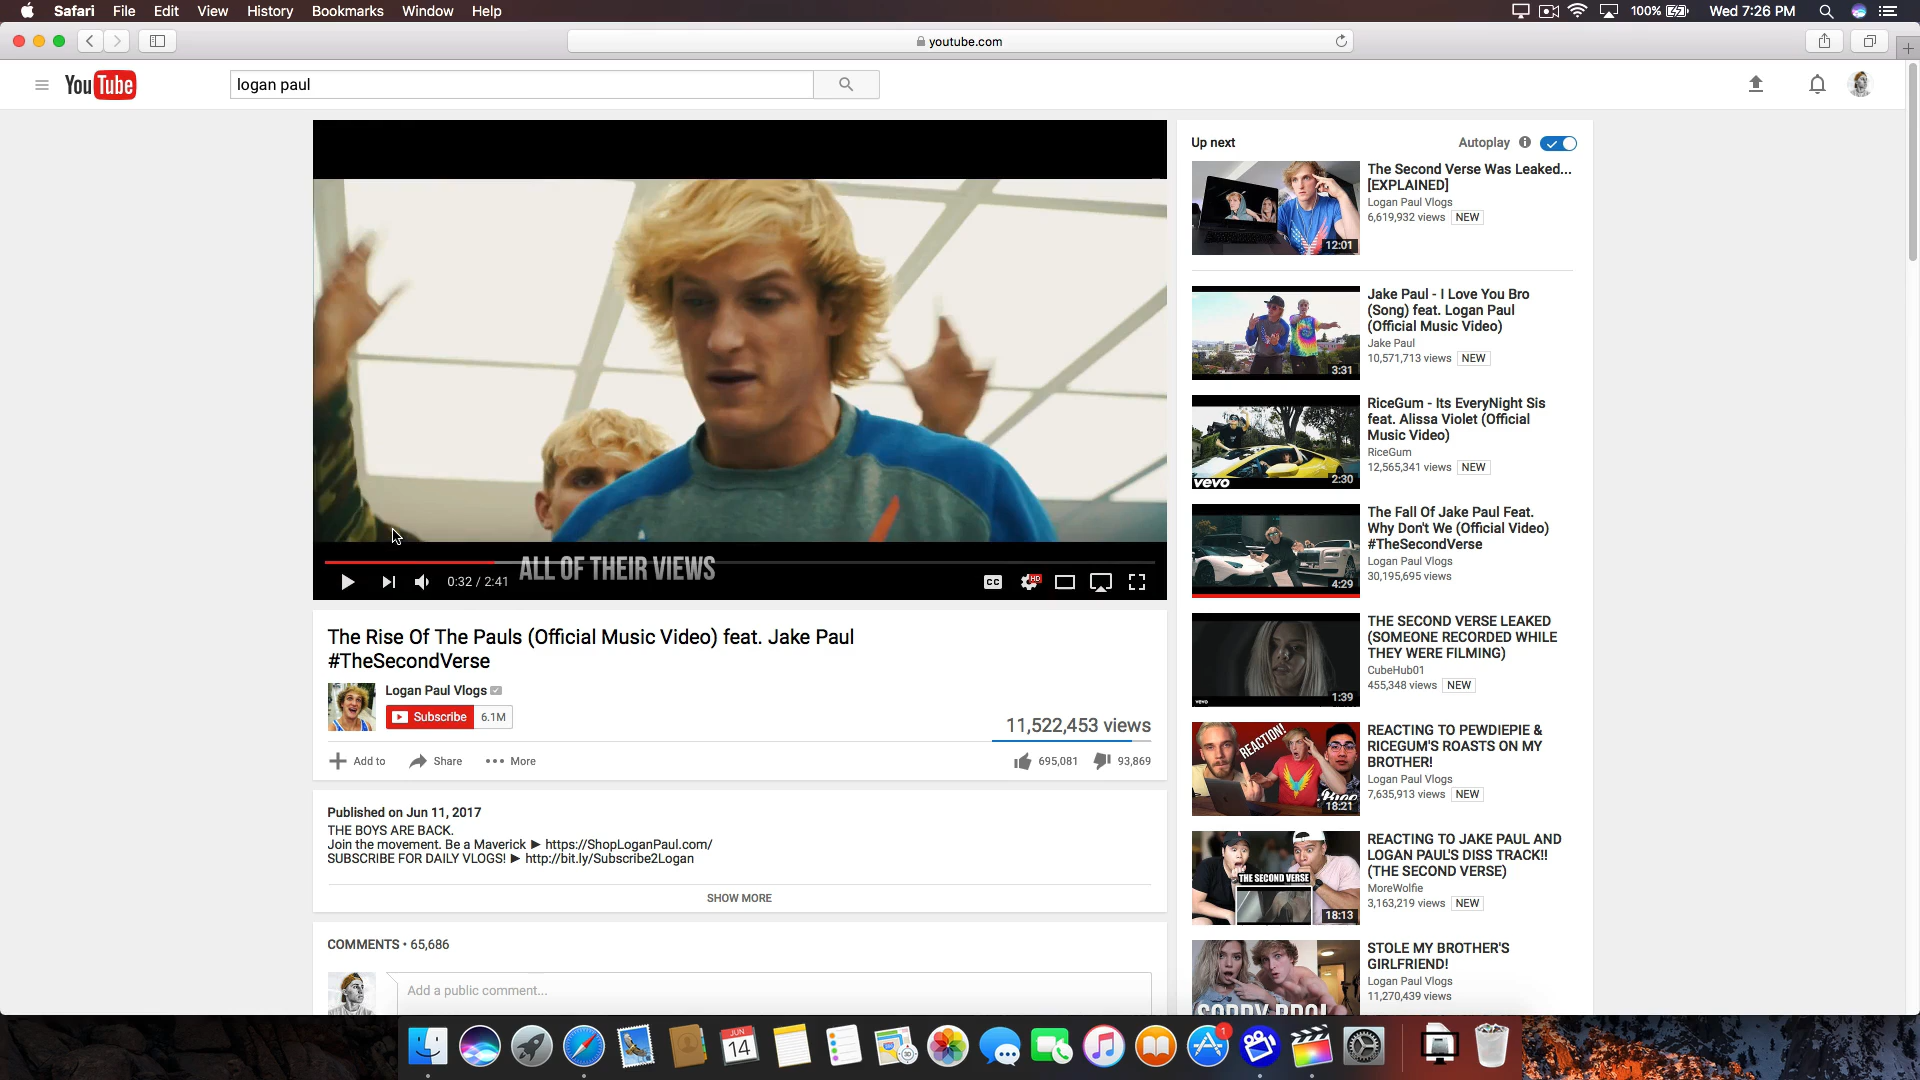 Safari File Edit View History Bookmarks Window Help
100% Wed 7:26 PM
youtube.com
YouTube
logan paul
ALL OF THEIR VIEWS
0:32 / 2:41
CC
HD
The Rise Of The Pauls (Official Music Video) feat. Jake Paul
#TheSecondVerse
Logan Paul Vlogs
Subscribe 6.1M
11,522,453 views
Add to Share More
695,081 93,869
Published on Jun 11, 2017
THE BOYS ARE BACK.
Join the movement. Be a Maverick ► https://ShopLoganPaul.com/
SUBSCRIBE FOR DAILY VLOGS! ► http://bit.ly/Subscribe2Logan
SHOW MORE
COMMENTS • 65,686
Add a public comment...
Up next
Autoplay
12:01
The Second Verse Was Leaked...
[EXPLAINED]
Logan Paul Vlogs
6,619,932 views NEW
3:31
Jake Paul - I Love You Bro
(Song) feat. Logan Paul
(Official Music Video)
Jake Paul
10,571,713 views NEW
vevo
2:30
RiceGum - Its EveryNight Sis
feat. Alissa Violet (Official
Music Video)
RiceGum
12,565,341 views NEW
4:29
The Fall Of Jake Paul Feat.
Why Don't We (Official Video)
#TheSecondVerse
Logan Paul Vlogs
30,195,695 views
vevo
1:39
THE SECOND VERSE LEAKED
(SOMEONE RECORDED WHILE
THEY WERE FILMING)
CubeHub01
455,348 views NEW
REACTION!
18:21
REACTING TO PEWDIEPIE &
RICEGUM'S ROASTS ON MY
BROTHER!
Logan Paul Vlogs
7,635,913 views NEW
THE SECOND VERSE
18:13
REACTING TO JAKE PAUL AND
LOGAN PAUL'S DISS TRACK!!
(THE SECOND VERSE)
MoreWolfie
3,163,219 views NEW
SORRY BRO!
STOLE MY BROTHER'S
GIRLFRIEND!
Logan Paul Vlogs
11,270,439 views
JUN
14
1